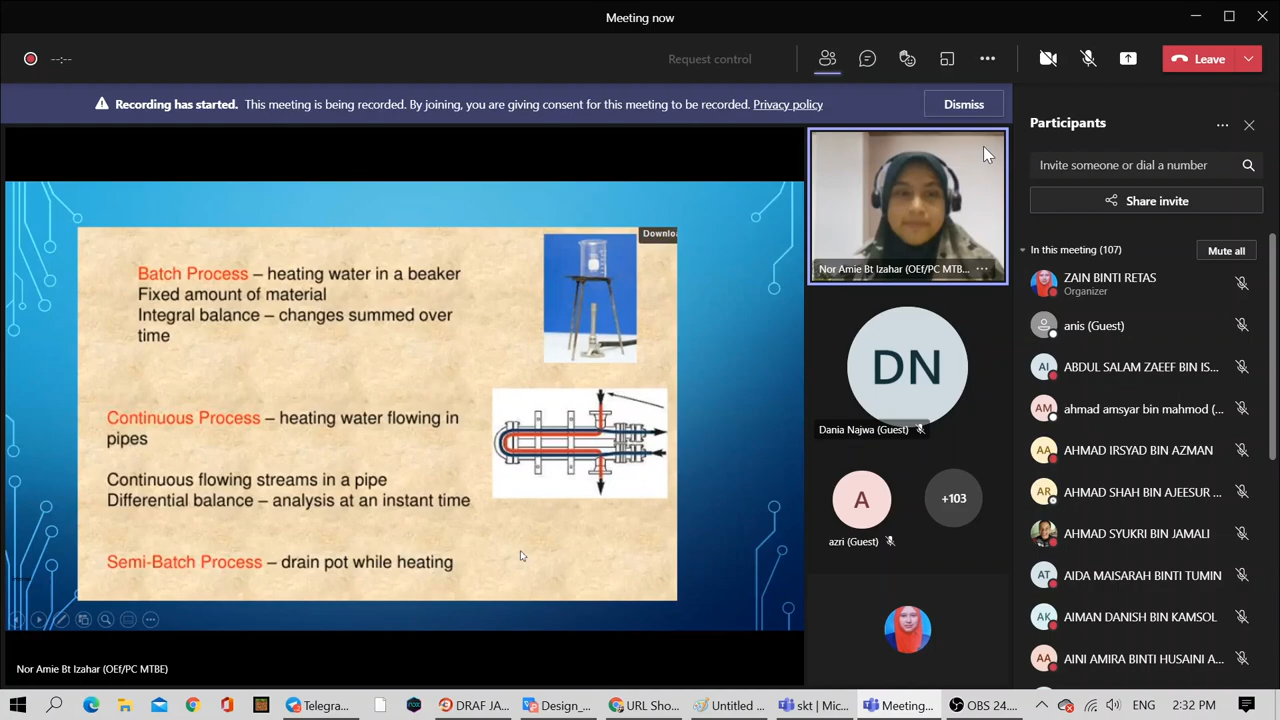 Meeting now
--:--
Request control
Leave
Recording has started. This meeting is being recorded. By joining, you are giving consent for this meeting to be recorded. Privacy policy
Dismiss
Batch Process – heating water in a beaker
Fixed amount of material
Integral balance – changes summed over
time
Downlo
Continuous Process – heating water flowing in
pipes
Continuous flowing streams in a pipe
Differential balance – analysis at an instant time
Semi-Batch Process – drain pot while heating
Nor Amie Bt Izahar (OEf/PC MTBE)
Nor Amie Bt Izahar (OEf/PC MTB...
DN
Dania Najwa (Guest)
A
azri (Guest)
+103
Participants
Invite someone or dial a number
Share invite
In this meeting (107)
Mute all
ZAIN BINTI RETAS
Organizer
anis (Guest)
AI
ABDUL SALAM ZAEEF BIN IS...
AM
ahmad amsyar bin mahmod (...
AA
AHMAD IRSYAD BIN AZMAN
AR
AHMAD SHAH BIN AJEESUR ...
AHMAD SYUKRI BIN JAMALI
AT
AIDA MAISARAH BINTI TUMIN
AK
AIMAN DANISH BIN KAMSOL
AA
AINI AMIRA BINTI HUSAINI A...
Telegra...
DRAF JA...
Design_...
URL Sho...
Untitled ...
skt | Mic...
Meeting...
OBS 24....
ENG
2:32 PM